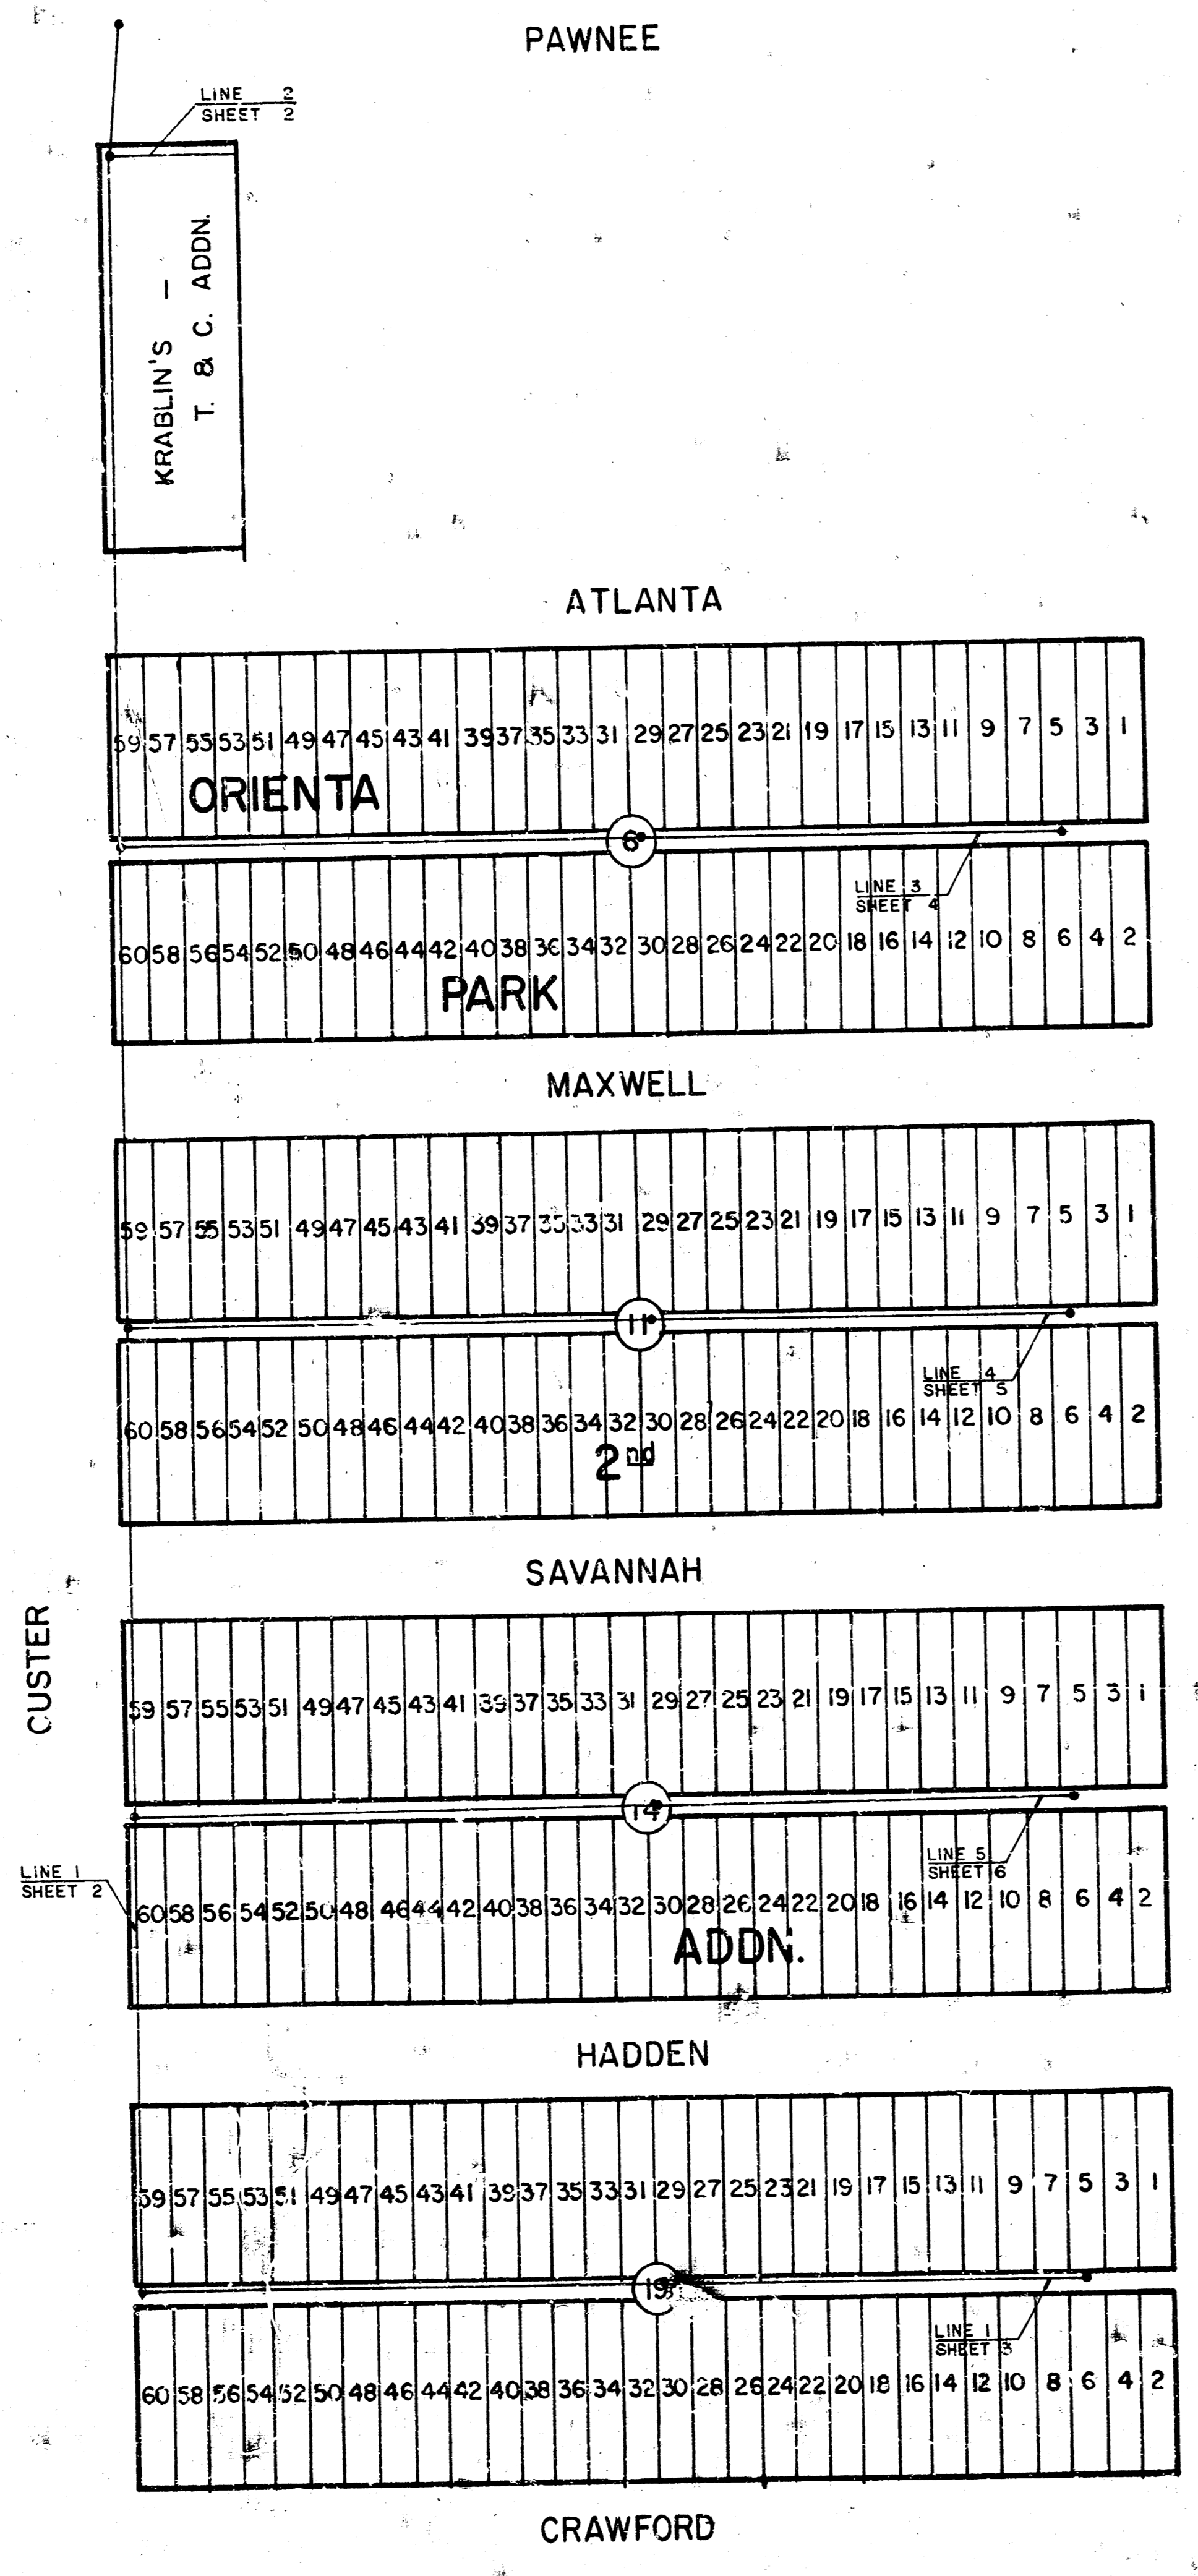 PAWNEE
LINE 2
SHEET 2
KRABLIN'S —
T. & C. ADDN.
ATLANTA
59 57 55 53 51 49 47 45 43 41 39 37 35 33 31 29 27 25 23 21 19 17 15 13 11 9 7 5 3 1
ORIENTA
6
LINE 3
SHEET 4
60 58 56 54 52 50 48 46 44 42 40 38 36 34 32 30 28 26 24 22 20 18 16 14 12 10 8 6 4 2
PARK
MAXWELL
59 57 55 53 51 49 47 45 43 41 39 37 35 33 31 29 27 25 23 21 19 17 15 13 11 9 7 5 3 1
11
LINE 4
SHEET 5
60 58 56 54 52 50 48 46 44 42 40 38 36 34 32 30 28 26 24 22 20 18 16 14 12 10 8 6 4 2
2nd
SAVANNAH
CUSTER
59 57 55 53 51 49 47 45 43 41 39 37 35 33 31 29 27 25 23 21 19 17 15 13 11 9 7 5 3 1
14
LINE 1
SHEET 2
LINE 5
SHEET 6
60 58 56 54 52 50 48 46 44 42 40 38 36 34 32 30 28 26 24 22 20 18 16 14 12 10 8 6 4 2
ADDN.
HADDEN
59 57 55 53 51 49 47 45 43 41 39 37 35 33 31 29 27 25 23 21 19 17 15 13 11 9 7 5 3 1
19
LINE 1
SHEET 3
60 58 56 54 52 50 48 46 44 42 40 38 36 34 32 30 28 26 24 22 20 18 16 14 12 10 8 6 4 2
CRAWFORD